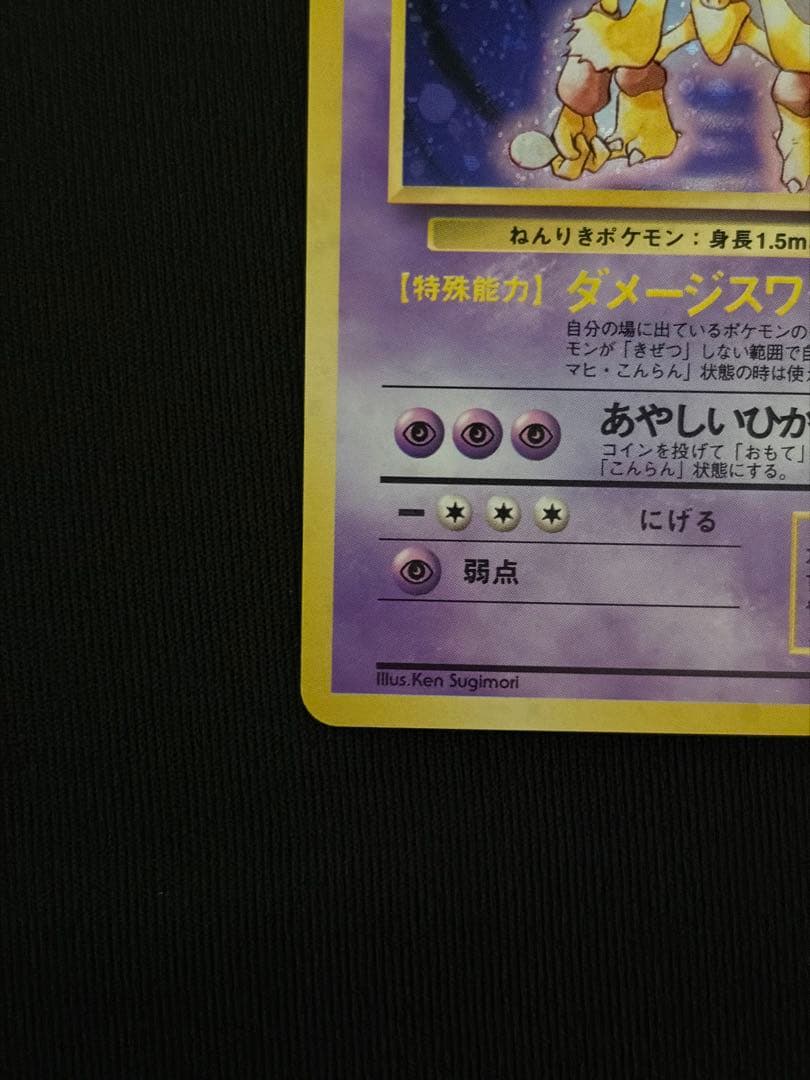 ねんりきポケモン：身長1.5m
【特殊能力】ダメージスワ
自分の場に出ているポケモンの
モンが「きぜつ」しない範囲で自
マヒ・こんらん」状態の時は使
あやしいひか
コインを投げて「おもて」
「こんらん」状態にする。
にげる
弱点
Illus.Ken Sugimori